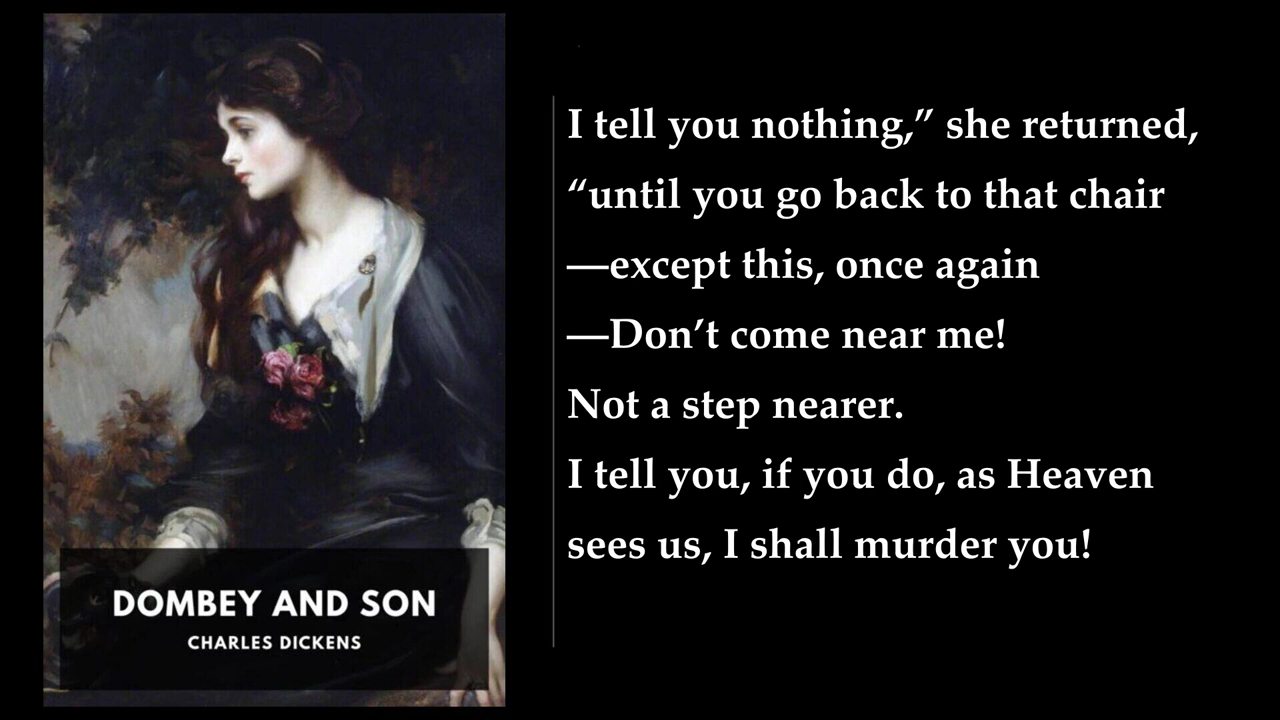 DOMBEY AND SON
CHARLES DICKENS
I tell you nothing,” she returned,
“until you go back to that chair
—except this, once again
—Don’t come near me!
Not a step nearer.
I tell you, if you do, as Heaven
sees us, I shall murder you!